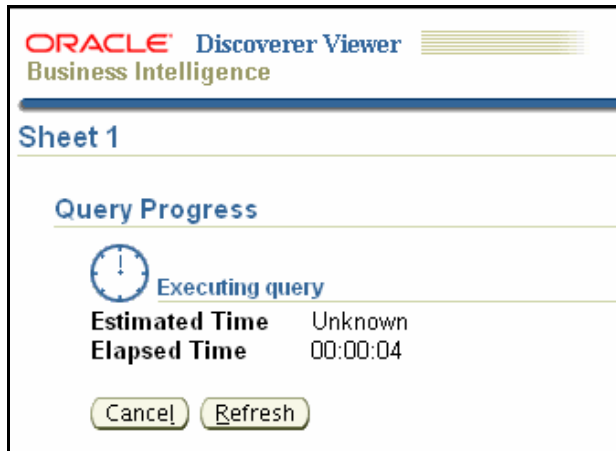 ORACLE Discoverer Viewer
Business Intelligence
Sheet 1
Query Progress
Executing query
Estimated Time Unknown
Elapsed Time 00:00:04
Cancel Refresh